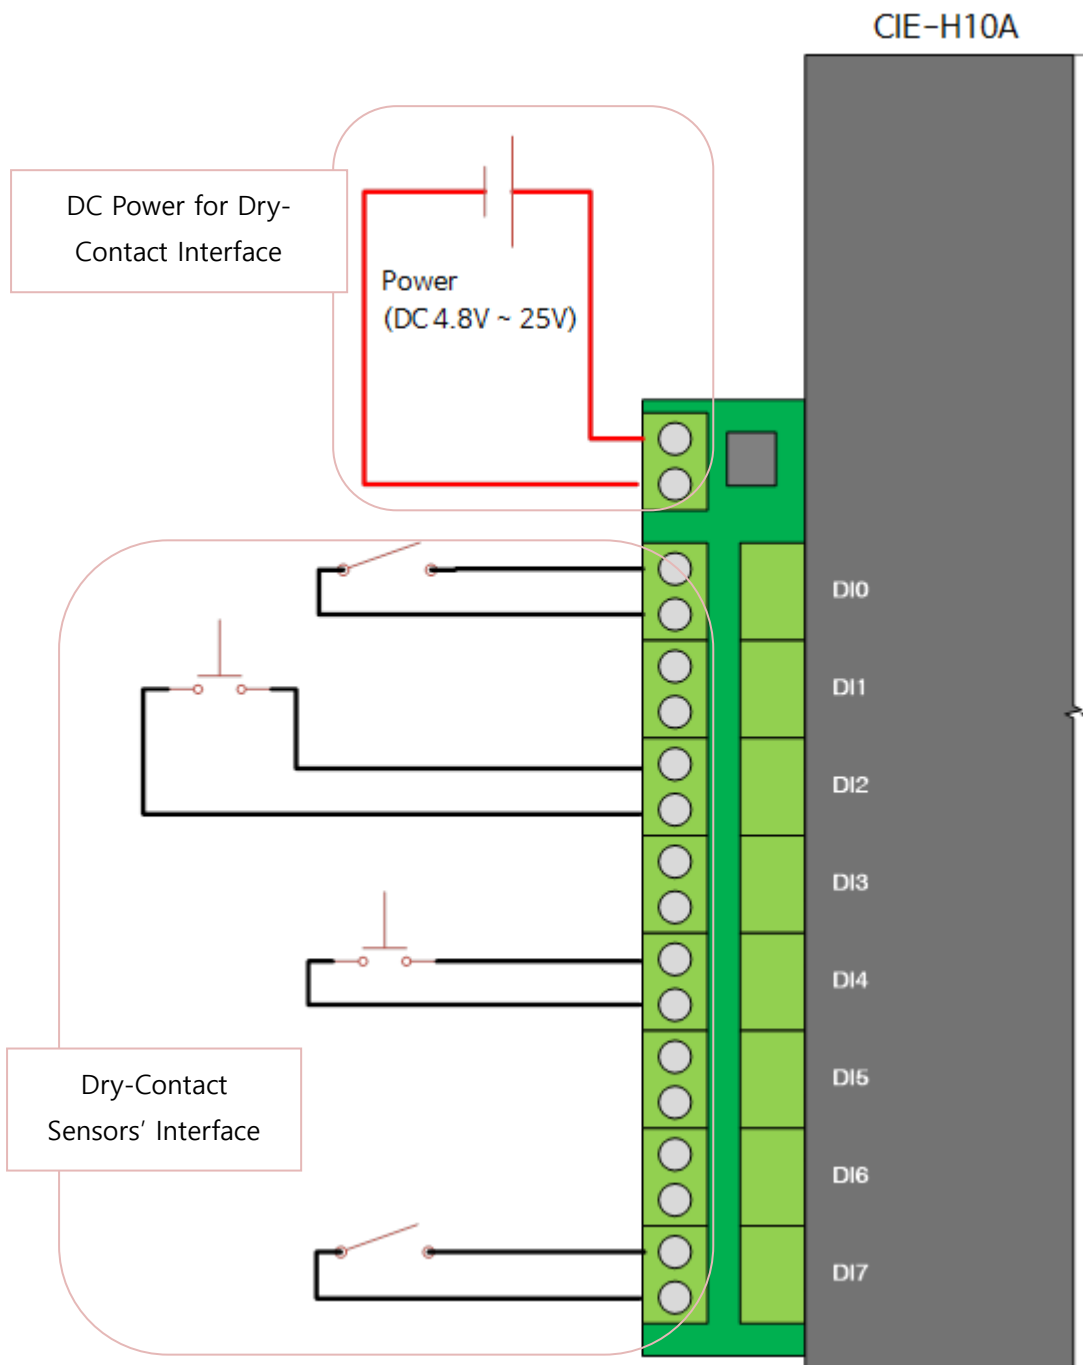 CIE-H10A
DC Power for Dry-
Contact Interface
Power
(DC 4.8V ~ 25V)
DI0
DI1
DI2
DI3
DI4
DI5
DI6
DI7
Dry-Contact
Sensors’ Interface